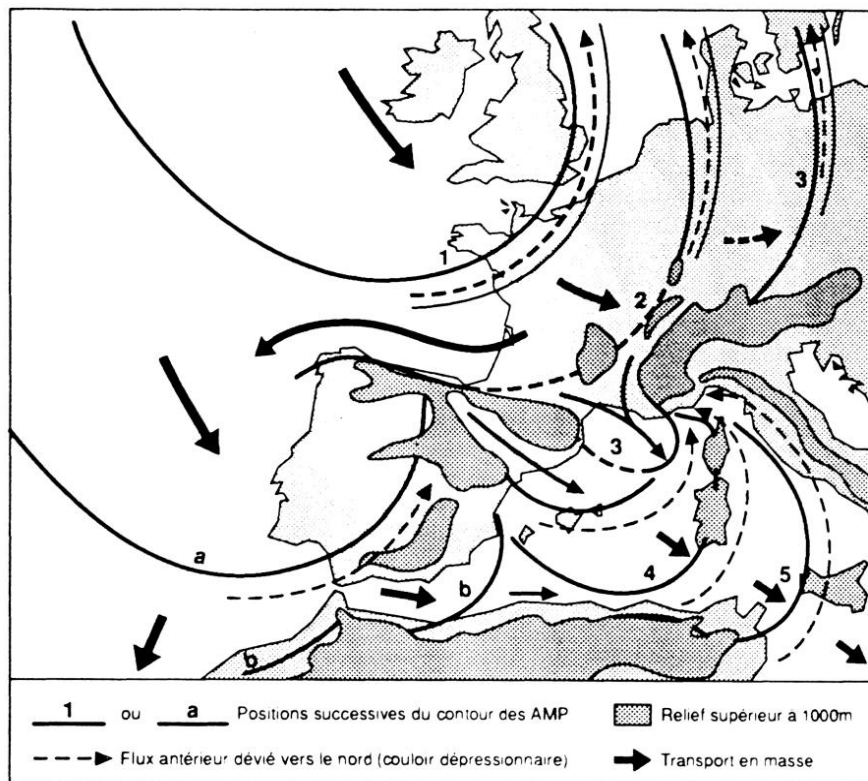 1
2
3
3
a
4
5
b
b
1 ou a Positions successives du contour des AMP
Relief supérieur à 1000m
Flux antérieur dévié vers le nord (couloir dépressionnaire)
Transport en masse